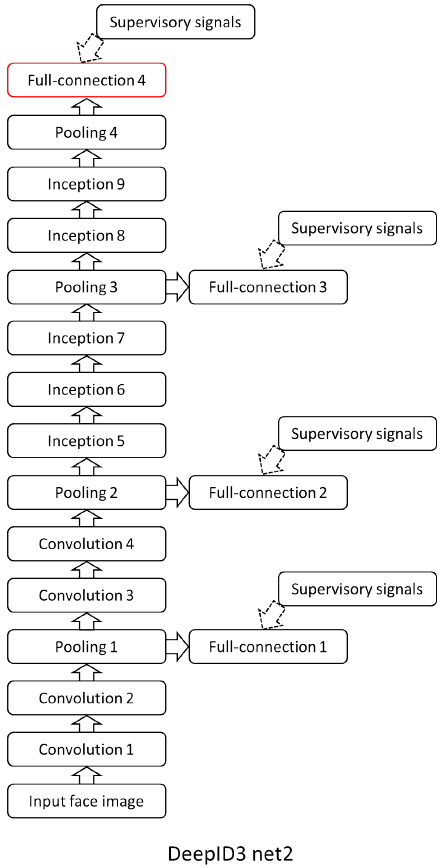 Supervisory signals
Full-connection 4
Pooling 4
Inception 9
Inception 8
Supervisory signals
Pooling 3
Full-connection 3
Inception 7
Inception 6
Inception 5
Supervisory signals
Pooling 2
Full-connection 2
Convolution 4
Convolution 3
Supervisory signals
Pooling 1
Full-connection 1
Convolution 2
Convolution 1
Input face image
DeepID3 net2